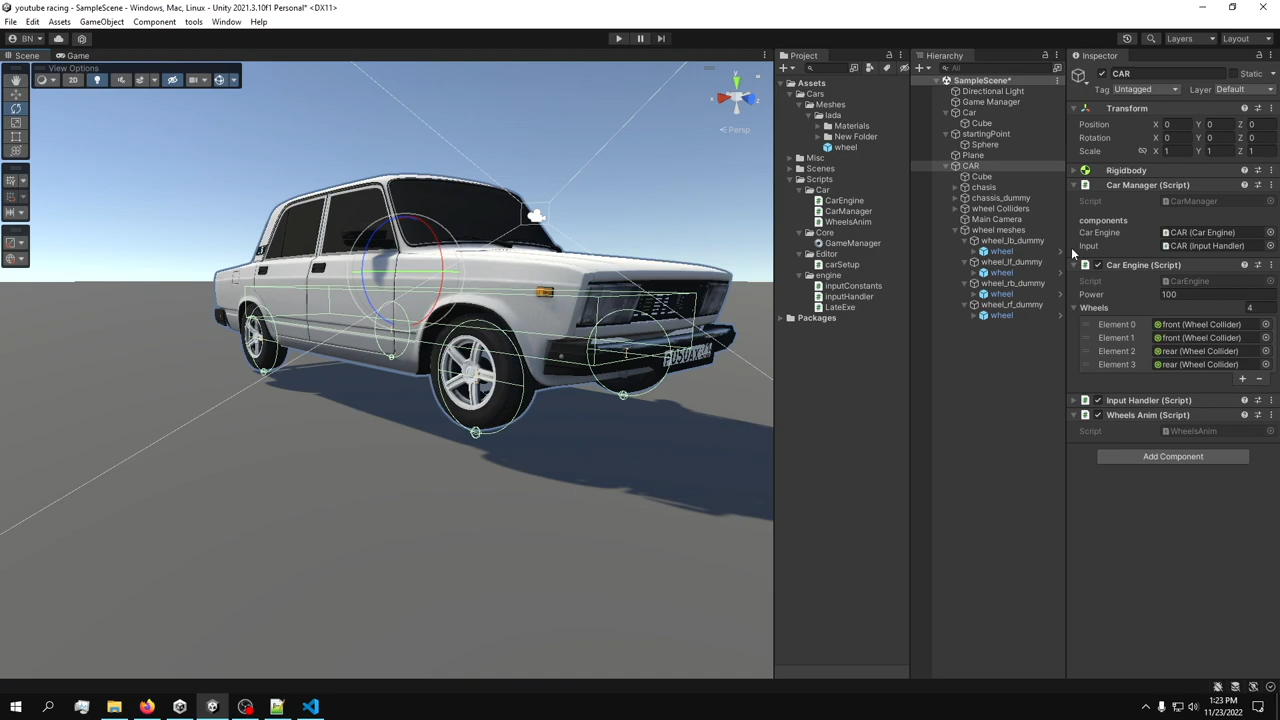 youtube racing - SampleScene - Windows, Mac, Linux - Unity 2021.3.10f1 Personal* <DX11>
File Edit Assets GameObject Component tools Window Help
BN
Layers
Layout
Scene
Game
View Options
2D
y
x
z
Persp
Project
Assets
Cars
Meshes
lada
Materials
New Folder
wheel
Misc
Scenes
Scripts
Car
CarEngine
CarManager
WheelsAnim
Core
GameManager
Editor
carSetup
engine
inputConstants
inputHandler
LateExe
Packages
Hierarchy
All
SampleScene*
Directional Light
Game Manager
Car
Cube
startingPoint
Sphere
Plane
CAR
Cube
chasis
chassis_dummy
wheel Colliders
Main Camera
wheel meshes
wheel_lb_dummy
wheel
wheel_lf_dummy
wheel
wheel_rb_dummy
wheel
wheel_rf_dummy
wheel
Inspector
CAR
Static
Tag Untagged Layer Default
Transform
Position X 0 Y 0 Z 0
Rotation X 0 Y 0 Z 0
Scale X 1 Y 1 Z 1
Rigidbody
Car Manager (Script)
Script CarManager
components
Car Engine CAR (Car Engine)
Input CAR (Input Handler)
Car Engine (Script)
Script CarEngine
Power 100
Wheels 4
Element 0 front (Wheel Collider)
Element 1 front (Wheel Collider)
Element 2 rear (Wheel Collider)
Element 3 rear (Wheel Collider)
Input Handler (Script)
Wheels Anim (Script)
Script WheelsAnim
Add Component
1:23 PM
11/23/2022